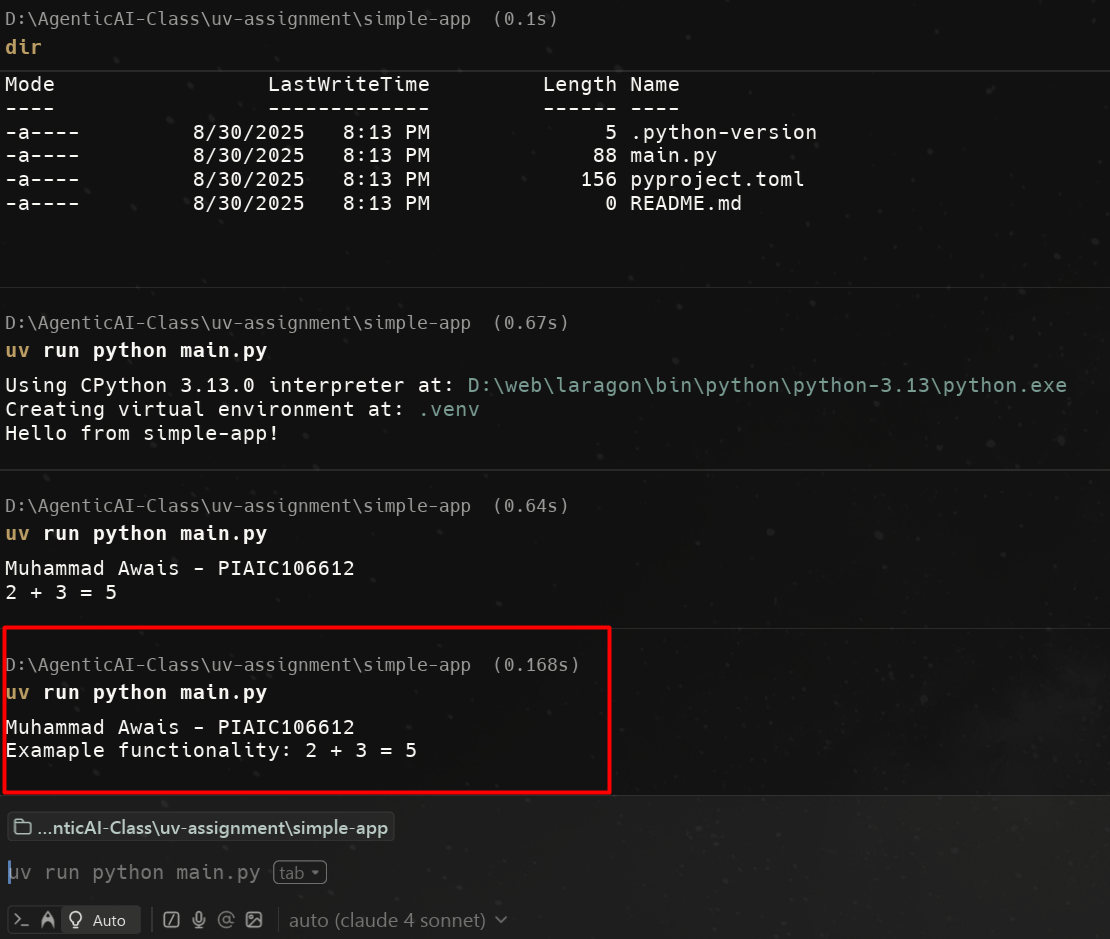 D:\AgenticAI-Class\uv-assignment\simple-app (0.1s)
dir
Mode LastWriteTime Length Name
---- ------------- ------ ----
-a---- 8/30/2025 8:13 PM 5 .python-version
-a---- 8/30/2025 8:13 PM 88 main.py
-a---- 8/30/2025 8:13 PM 156 pyproject.toml
-a---- 8/30/2025 8:13 PM 0 README.md
D:\AgenticAI-Class\uv-assignment\simple-app (0.67s)
uv run python main.py
Using CPython 3.13.0 interpreter at: D:\web\laragon\bin\python\python-3.13\python.exe
Creating virtual environment at: .venv
Hello from simple-app!
D:\AgenticAI-Class\uv-assignment\simple-app (0.64s)
uv run python main.py
Muhammad Awais - PIAIC106612
2 + 3 = 5
D:\AgenticAI-Class\uv-assignment\simple-app (0.168s)
uv run python main.py
Muhammad Awais - PIAIC106612
Examaple functionality: 2 + 3 = 5
...nticAI-Class\uv-assignment\simple-app
uv run python main.py tab
Auto auto (claude 4 sonnet)